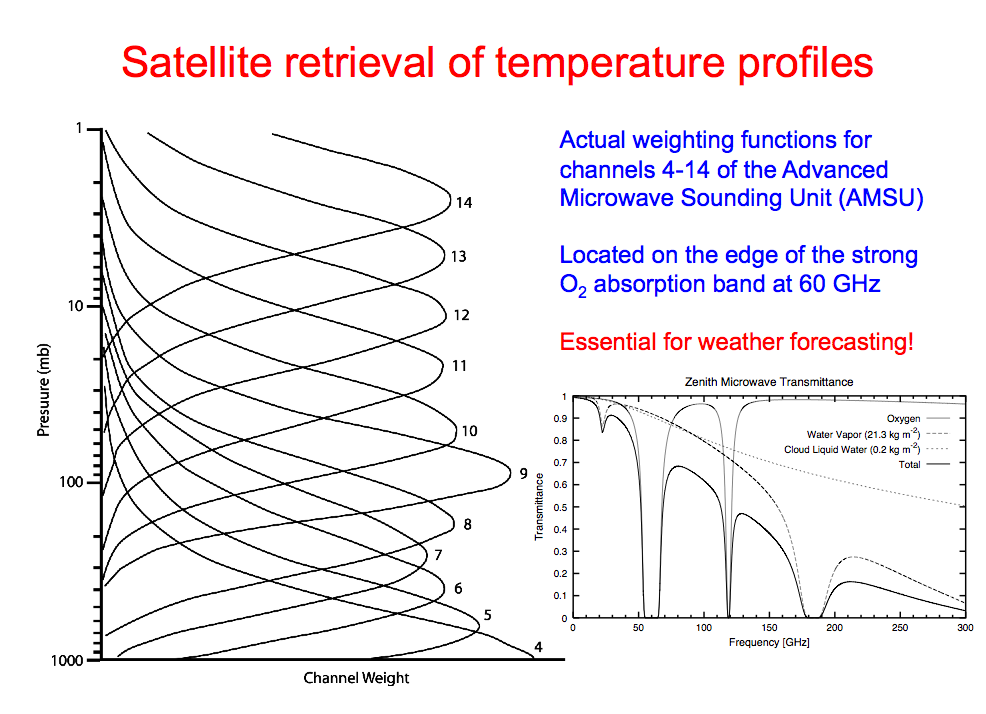 Satellite retrieval of temperature profiles
1
10
100
1000
Presuure (mb)
Channel Weight
14
13
12
11
10
9
8
7
6
5
4
Actual weighting functions for
channels 4-14 of the Advanced
Microwave Sounding Unit (AMSU)
Located on the edge of the strong
O2 absorption band at 60 GHz
Essential for weather forecasting!
Zenith Microwave Transmittance
1
0.9
0.8
0.7
0.6
0.5
0.4
0.3
0.2
0.1
0
Transmittance
Oxygen
Water Vapor (21.3 kg m-2)
Cloud Liquid Water (0.2 kg m-2)
Total
0 50 100 150 200 250 300
Frequency [GHz]